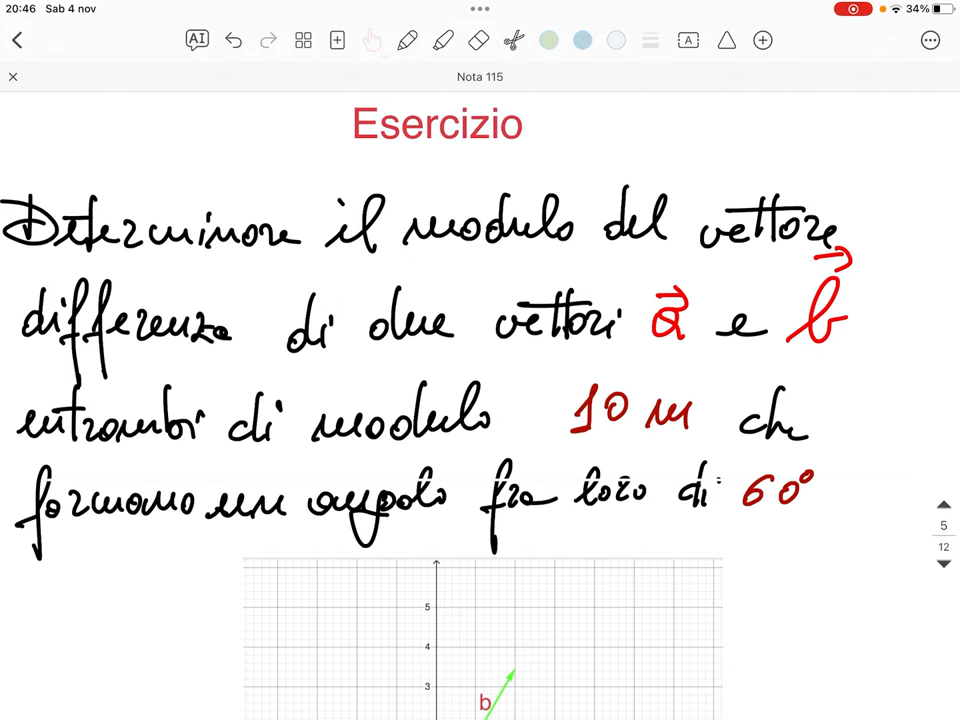 20:46 Sab 4 nov
34%
AI
A
Nota 115
Esercizio
Determinare il modulo del vettore
differenza di due vettori a⃗ e b⃗
entrambi di modulo 10 m che
formano un angolo fra loro di 60°
5
12
5
4
3
b